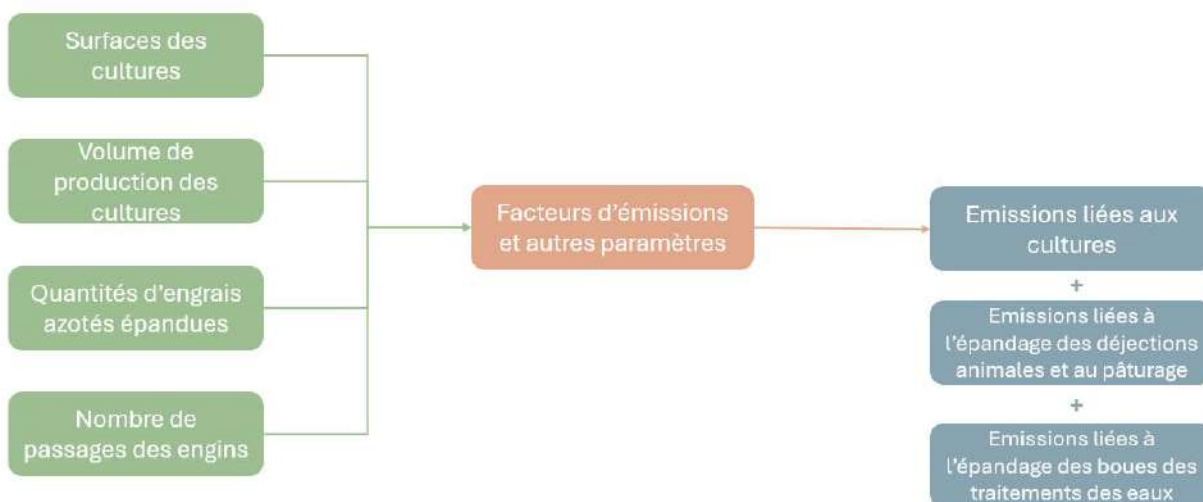 Surfaces des
cultures
Volume de
production des
cultures
Quantités d'engrais
azotés épandues
Nombre de
passages des engins
Facteurs d'émissions
et autres paramètres
Emissions liées aux
cultures
+
Emissions liées à
l'épandage des déjections
animales et au pâturage
+
Emissions liées à
l'épandage des boues des
traitements des eaux